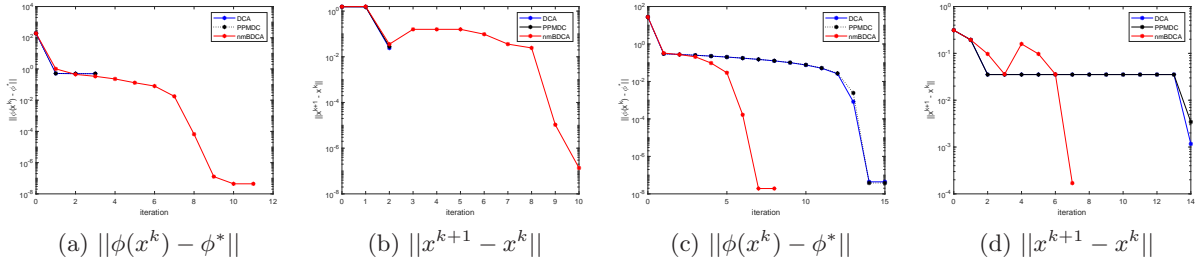 10^4
10^2
10^0
10^-2
10^-4
10^-6
10^-8
||ϕ(x^k) - ϕ^*||
0 2 4 6 8 10 12
iteration
DCA
PPMDC
nmBDCA
(a) ||ϕ(x^k) − ϕ^*||
10^0
10^-2
10^-4
10^-6
||x^k+1 - x^k||
0 1 2 3 4 5 6 7 8 9 10
iteration
DCA
PPMDC
nmBDCA
(b) ||x^{k+1} − x^k||
10^2
10^0
10^-2
10^-4
10^-6
10^-8
||ϕ(x^k) - ϕ^*||
0 5 10 15
iteration
DCA
PPMDC
nmBDCA
(c) ||ϕ(x^k) − ϕ^*||
10^0
10^-1
10^-2
10^-3
10^-4
||x^k+1 - x^k||
0 2 4 6 8 10 12 14
iteration
DCA
PPMDC
nmBDCA
(d) ||x^{k+1} − x^k||